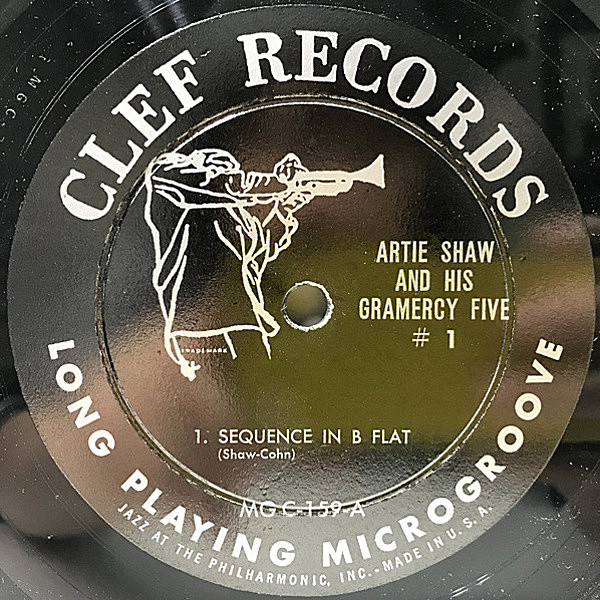 CLEF RECORDS
ARTIE SHAW
AND HIS
GRAMERCY FIVE
# 1
TRADEMARK
1. SEQUENCE IN B FLAT
(Shaw-Cohn)
MG C-159-A
LONG PLAYING MICROGROOVE
JAZZ AT THE PHILHARMONIC, INC.-MADE IN U.S.A.